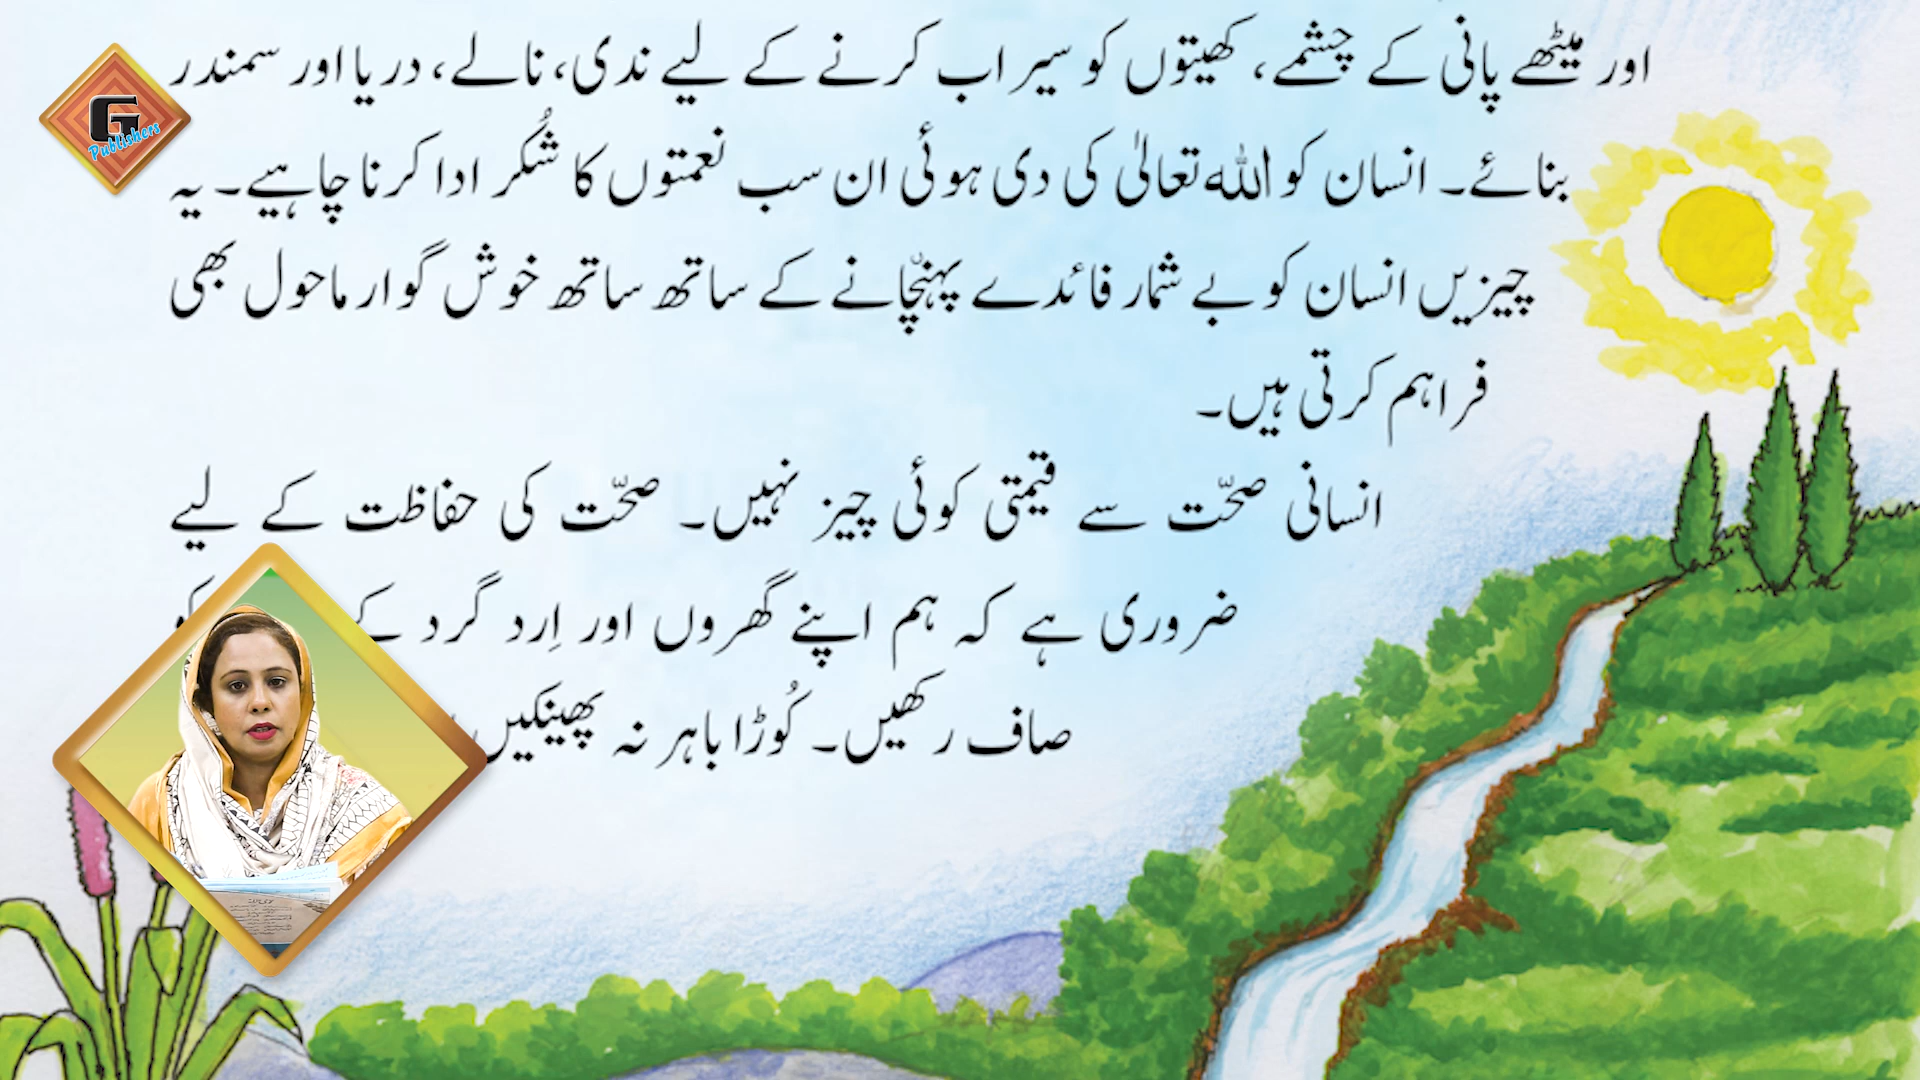 اور میٹھے پانی کے چشمے، کھیتوں کو سیراب کرنے کے لیے ندی، نالے، دریا اور سمندر
بنائے۔ انسان کو اللہ تعالیٰ کی دی ہوئی ان سب نعمتوں کا شُکر ادا کرنا چاہیے۔ یہ
چیزیں انسان کو بے شمار فائدے پہنچانے کے ساتھ ساتھ خوش گوار ماحول بھی
فراہم کرتی ہیں۔
انسانی صحّت سے قیمتی کوئی چیز نہیں۔ صحّت کی حفاظت کے لیے
ضروری ہے کہ ہم اپنے گھروں اور اِرد گرد کے
صاف رکھیں۔ کُوڑا باہر نہ پھینکیں
G Publishers